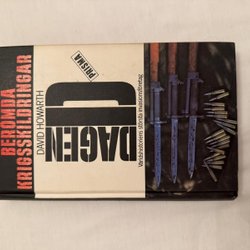 BERÖMDA
KRIGSSKILDRINGAR
DAVID HOWARTH
DAGEN D
PRISMA
Världshistoriens största invasionsföretag